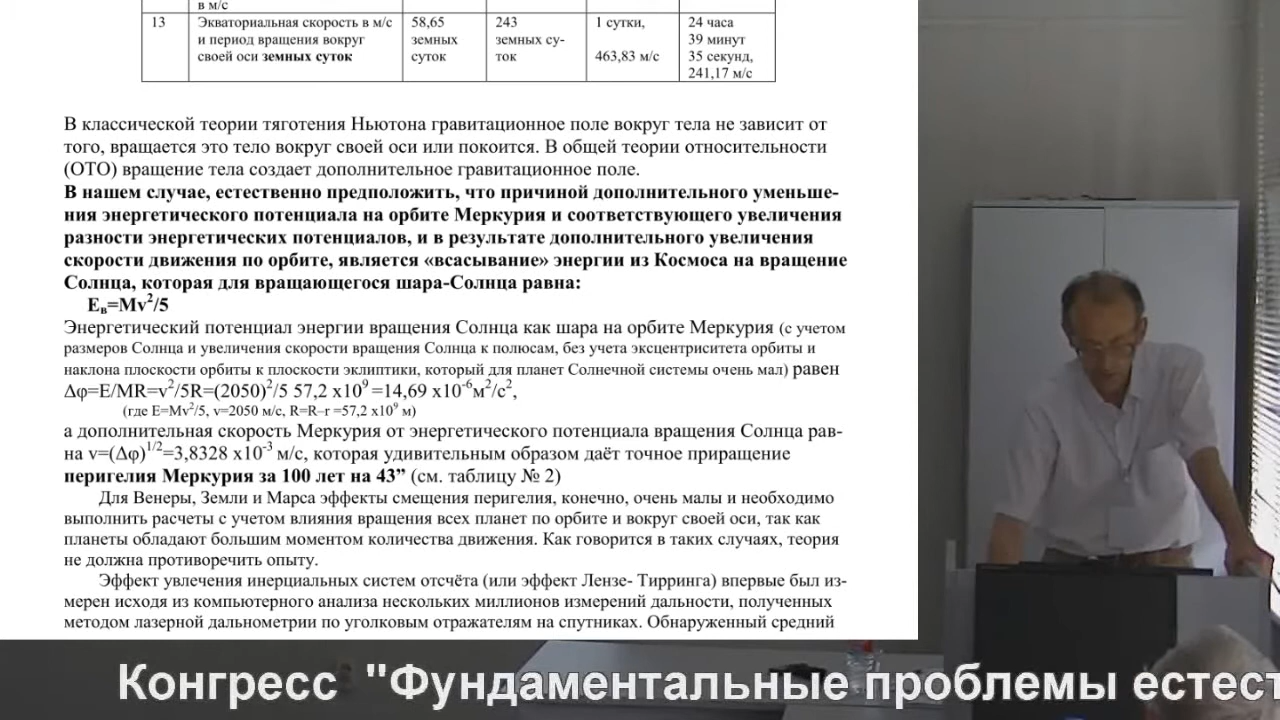 в м/с
13 Экваториальная скорость в м/с 58,65 243 1 сутки, 24 часа
и период вращения вокруг земных земных су- 39 минут
своей оси земных суток суток ток 463,83 м/с 35 секунд,
241,17 м/с
В классической теории тяготения Ньютона гравитационное поле вокруг тела не зависит от
того, вращается это тело вокруг своей оси или покоится. В общей теории относительности
(ОТО) вращение тела создает дополнительное гравитационное поле.
В нашем случае, естественно предположить, что причиной дополнительного уменьше-
ния энергетического потенциала на орбите Меркурия и соответствующего увеличения
разности энергетических потенциалов, и в результате дополнительного увеличения
скорости движения по орбите, является «всасывание» энергии из Космоса на вращение
Солнца, которая для вращающегося шара-Солнца равна:
Eв=Mv²/5
Энергетический потенциал энергии вращения Солнца как шара на орбите Меркурия (с учетом
размеров Солнца и увеличения скорости вращения Солнца к полюсам, без учета эксцентриситета орбиты и
наклона плоскости орбиты к плоскости эклиптики, который для планет Солнечной системы очень мал) равен
Δφ=E/MR=v²/5R=(2050)²/5 57,2 x10⁹ =14,69 x10⁻⁶м²/с²,
(где E=Mv²/5, v=2050 м/с, R=R–r =57,2 x10⁹ м)
а дополнительная скорость Меркурия от энергетического потенциала вращения Солнца рав-
на v=(Δφ)^1/2=3,8328 x10⁻³ м/с, которая удивительным образом даёт точное приращение
перигелия Меркурия за 100 лет на 43” (см. таблицу № 2)
Для Венеры, Земли и Марса эффекты смещения перигелия, конечно, очень малы и необходимо
выполнить расчеты с учетом влияния вращения всех планет по орбите и вокруг своей оси, так как
планеты обладают большим моментом количества движения. Как говорится в таких случаях, теория
не должна противоречить опыту.
Эффект увлечения инерциальных систем отсчёта (или эффект Лензе- Тирринга) впервые был из-
мерен исходя из компьютерного анализа нескольких миллионов измерений дальности, полученных
методом лазерной дальнометрии по уголковым отражателям на спутниках. Обнаруженный средний
Конгресс "Фундаментальные проблемы естест